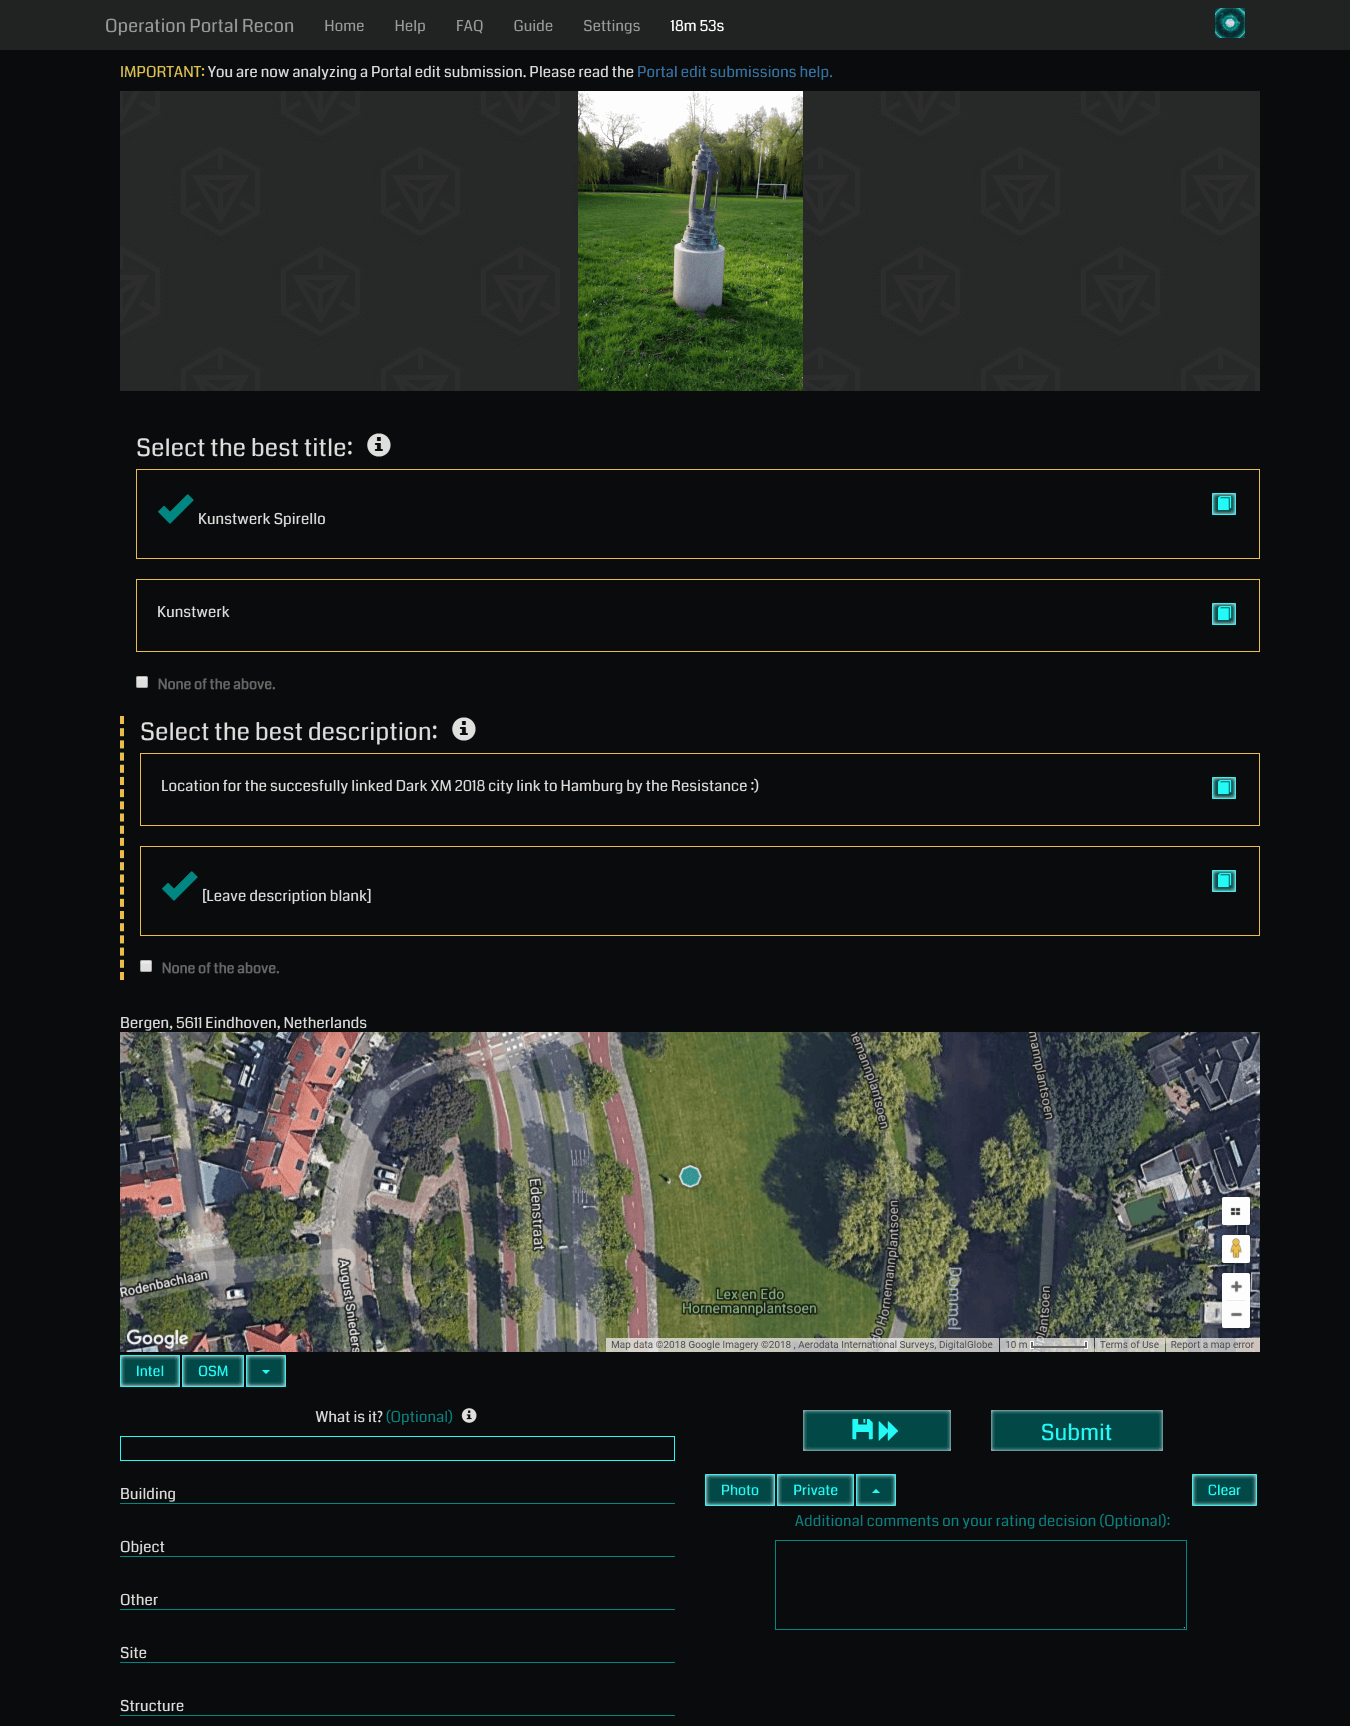 Operation Portal Recon Home Help FAQ Guide Settings 18m 53s
IMPORTANT: You are now analyzing a Portal edit submission. Please read the Portal edit submissions help.
Select the best title:
Kunstwerk Spirello
Kunstwerk
None of the above.
Select the best description:
Location for the succesfully linked Dark XM 2018 city link to Hamburg by the Resistance :)
[Leave description blank]
None of the above.
Bergen, 5611 Eindhoven, Netherlands
nemannplantsoen
mannplantsoen
Edenstraat
Rodenbachlaan
August Snieders
Lex en Edo
Hornemannplantsoen
do Hornemannplantsoen
Dommel
plantsoen
Google
Map data ©2018 Google Imagery ©2018 , Aerodata International Surveys, DigitalGlobe 10 m Terms of Use Report a map error
Intel OSM
What is it? (Optional)
Submit
Building
Photo Private Clear
Additional comments on your rating decision (Optional):
Object
Other
Site
Structure